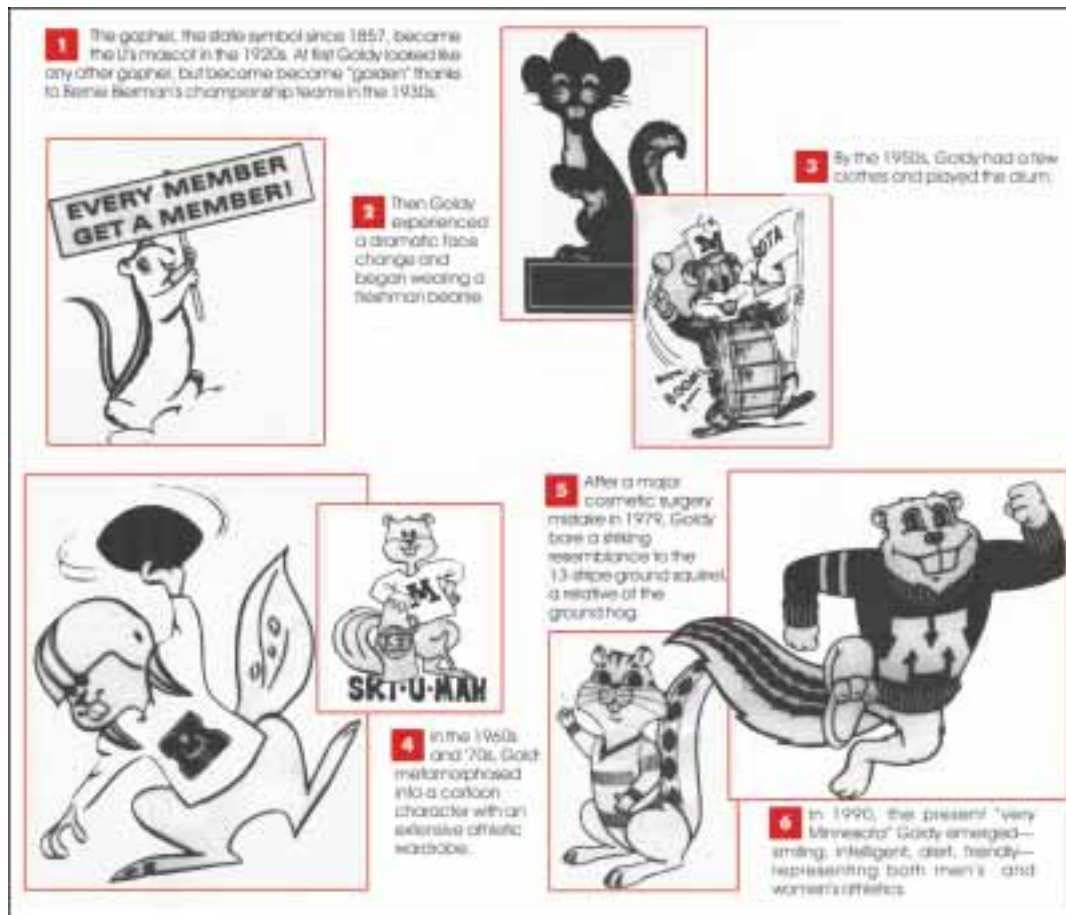 1
The gopher, the state symbol since 1857, became
the U's mascot in the 1920s. At first Goldy looked like
any other gopher, but became become "golden" thanks
to Bernie Bierman's championship teams in the 1930s.
EVERY MEMBER
GET A MEMBER!
2
Then Goldy
experienced
a dramatic face
change and
began wearing a
freshman beanie
3
By the 1950s, Goldy had a few
clothes and played the drum.
M
SOTA
BOOM
M
SKI-U-MAH
4
In the 1960s
and '70s, Goldy
metamorphosed
into a cartoon
character with an
extensive athletic
wardrobe.
5
After a major
cosmetic surgery
mistake in 1979, Goldy
bare a striking
resemblance to the
13-stripe ground squirrel,
a relative of the
ground hog.
M
6
In 1990, the present "very
Minnesota" Goldy emerged—
smiling, intelligent, alert, friendly—
representing both men's and
women's athletics.